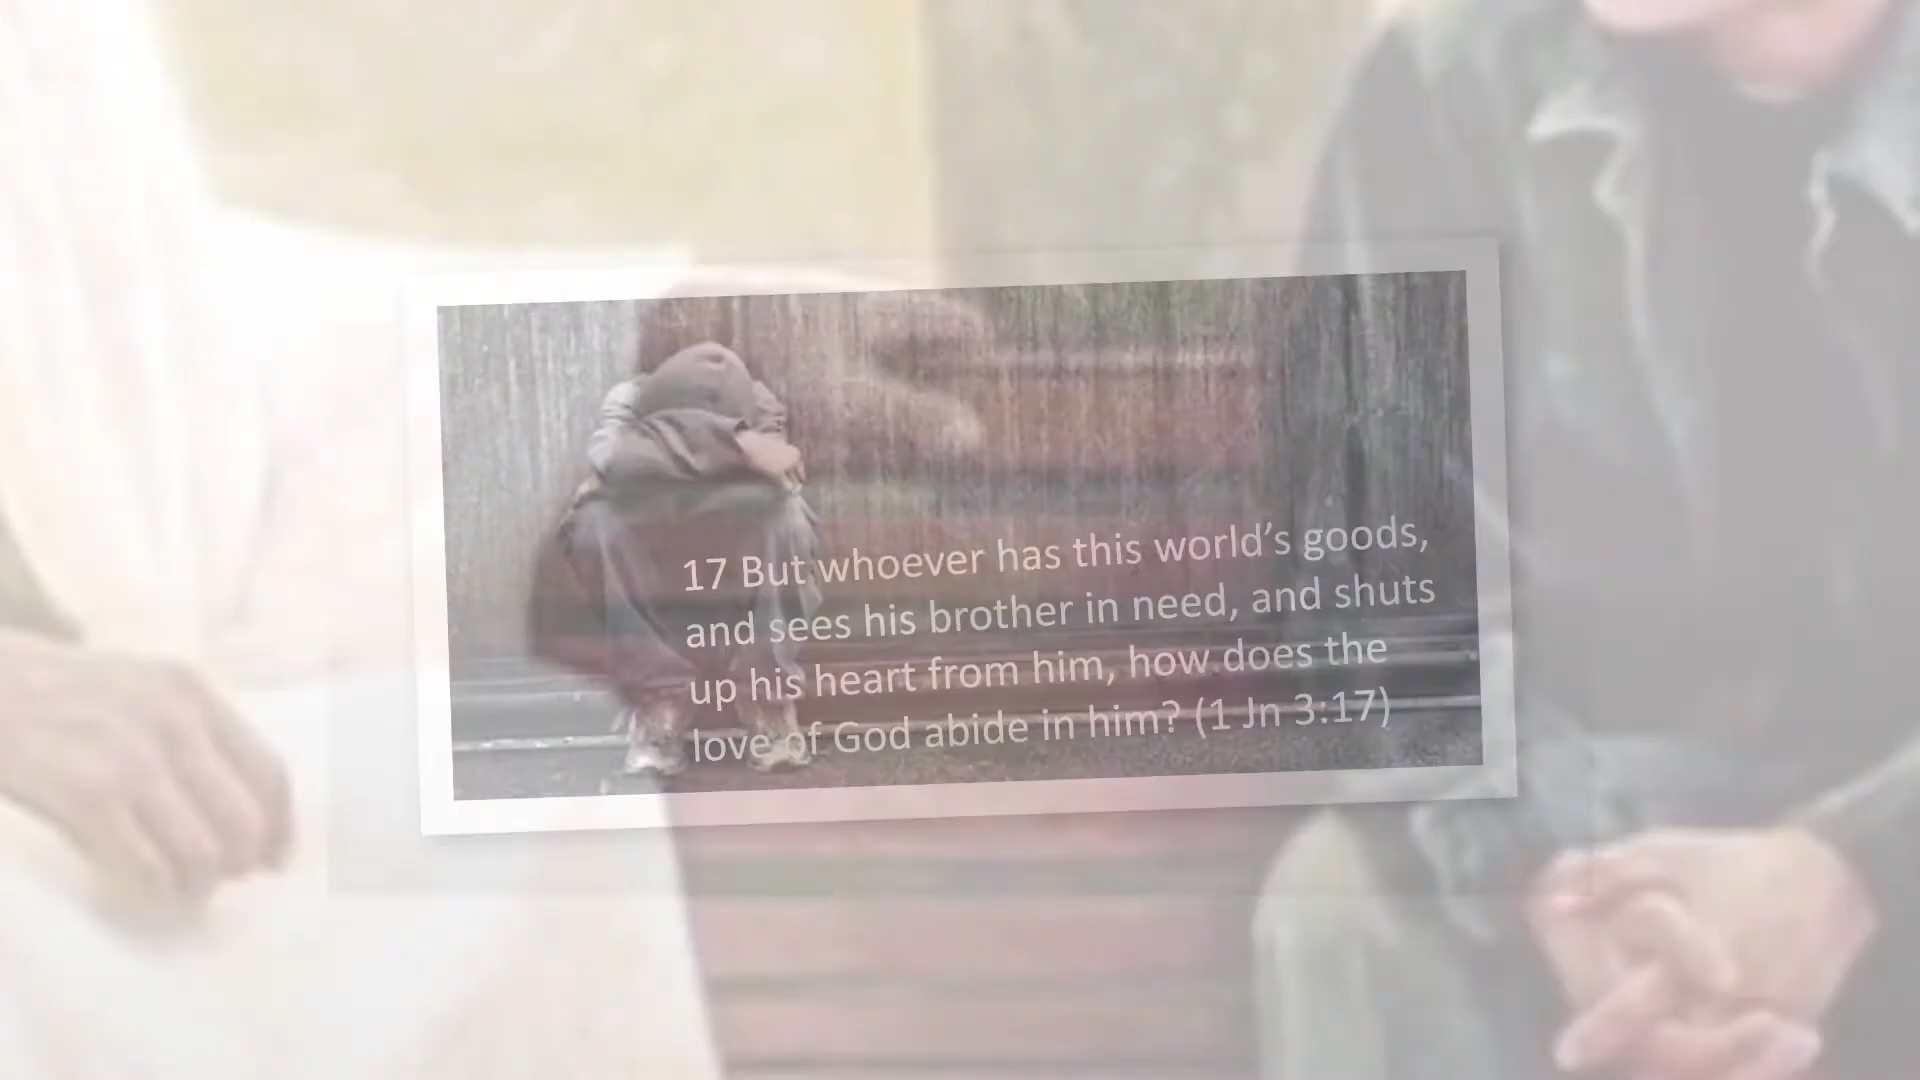 17 But whoever has this world’s goods,
and sees his brother in need, and shuts
up his heart from him, how does the
love of God abide in him? (1 Jn 3:17)